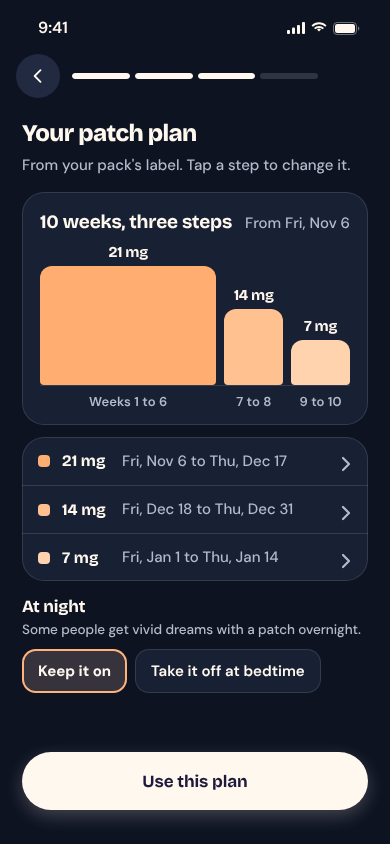 9:41
Your patch plan
From your pack's label. Tap a step to change it.
10 weeks, three steps From Fri, Nov 6
21 mg
14 mg
7 mg
Weeks 1 to 6 7 to 8 9 to 10
21 mg Fri, Nov 6 to Thu, Dec 17
14 mg Fri, Dec 18 to Thu, Dec 31
7 mg Fri, Jan 1 to Thu, Jan 14
At night
Some people get vivid dreams with a patch overnight.
Keep it on Take it off at bedtime
Use this plan